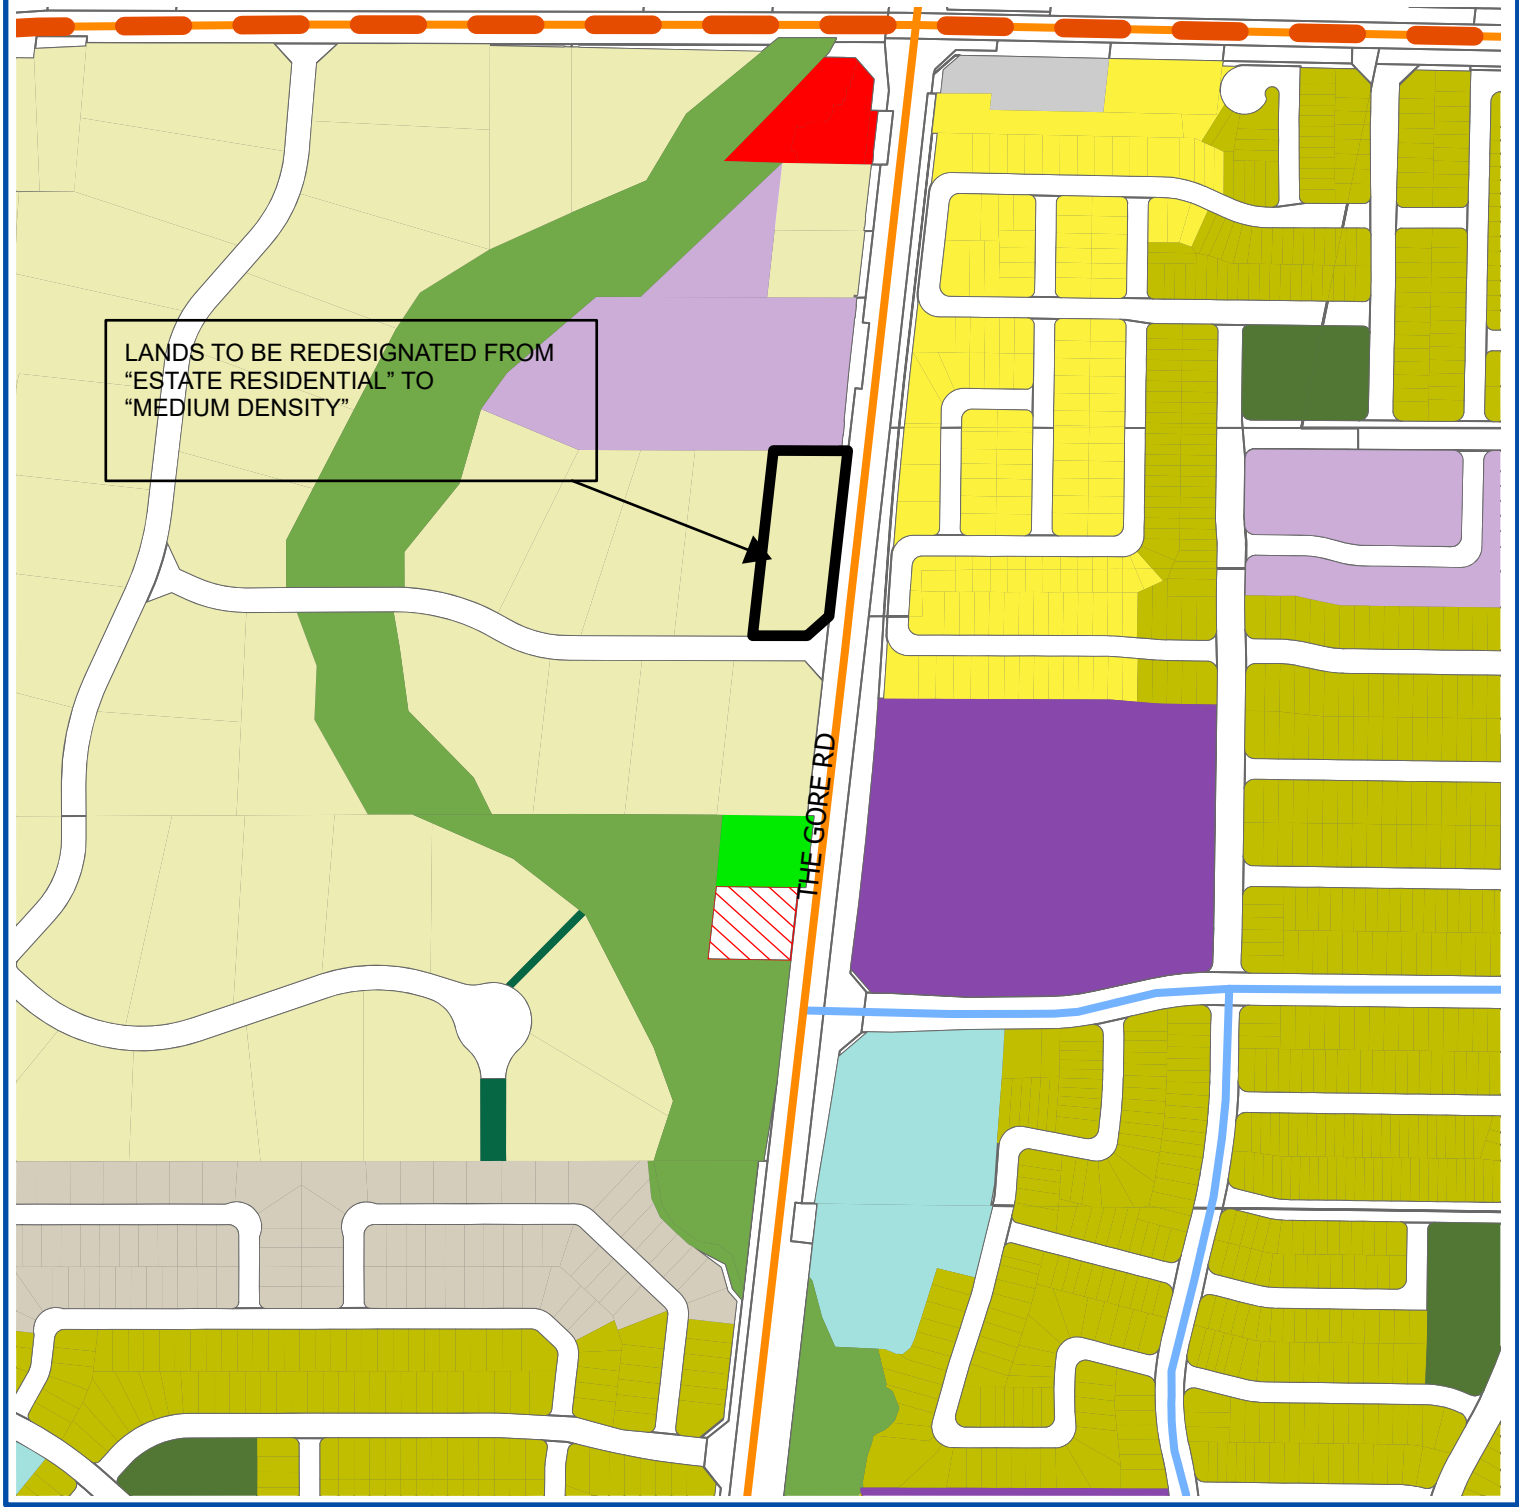 LANDS TO BE REDESIGNATED FROM
“ESTATE RESIDENTIAL” TO
“MEDIUM DENSITY”
THE GORE RD